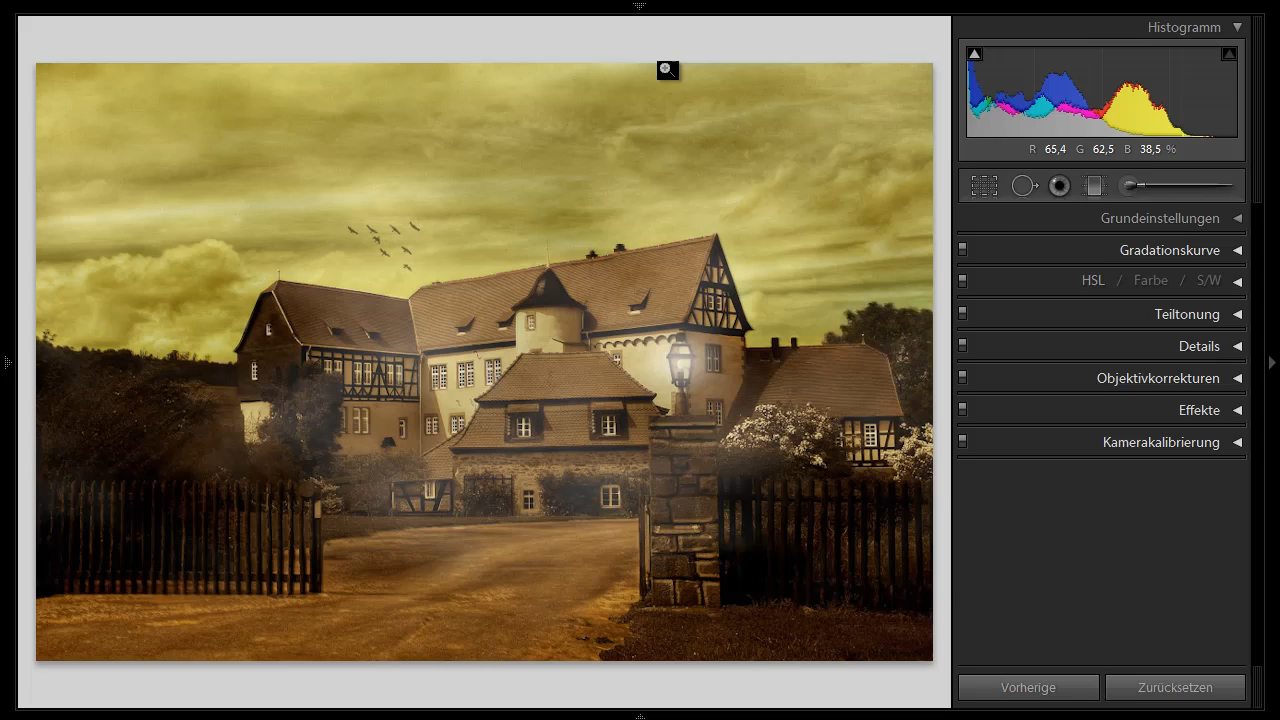 Histogramm
R 65,4 G 62,5 B 38,5 %
Grundeinstellungen
Gradationskurve
HSL / Farbe / S/W
Teiltonung
Details
Objektivkorrekturen
Effekte
Kamerakalibrierung
Vorherige Zurücksetzen